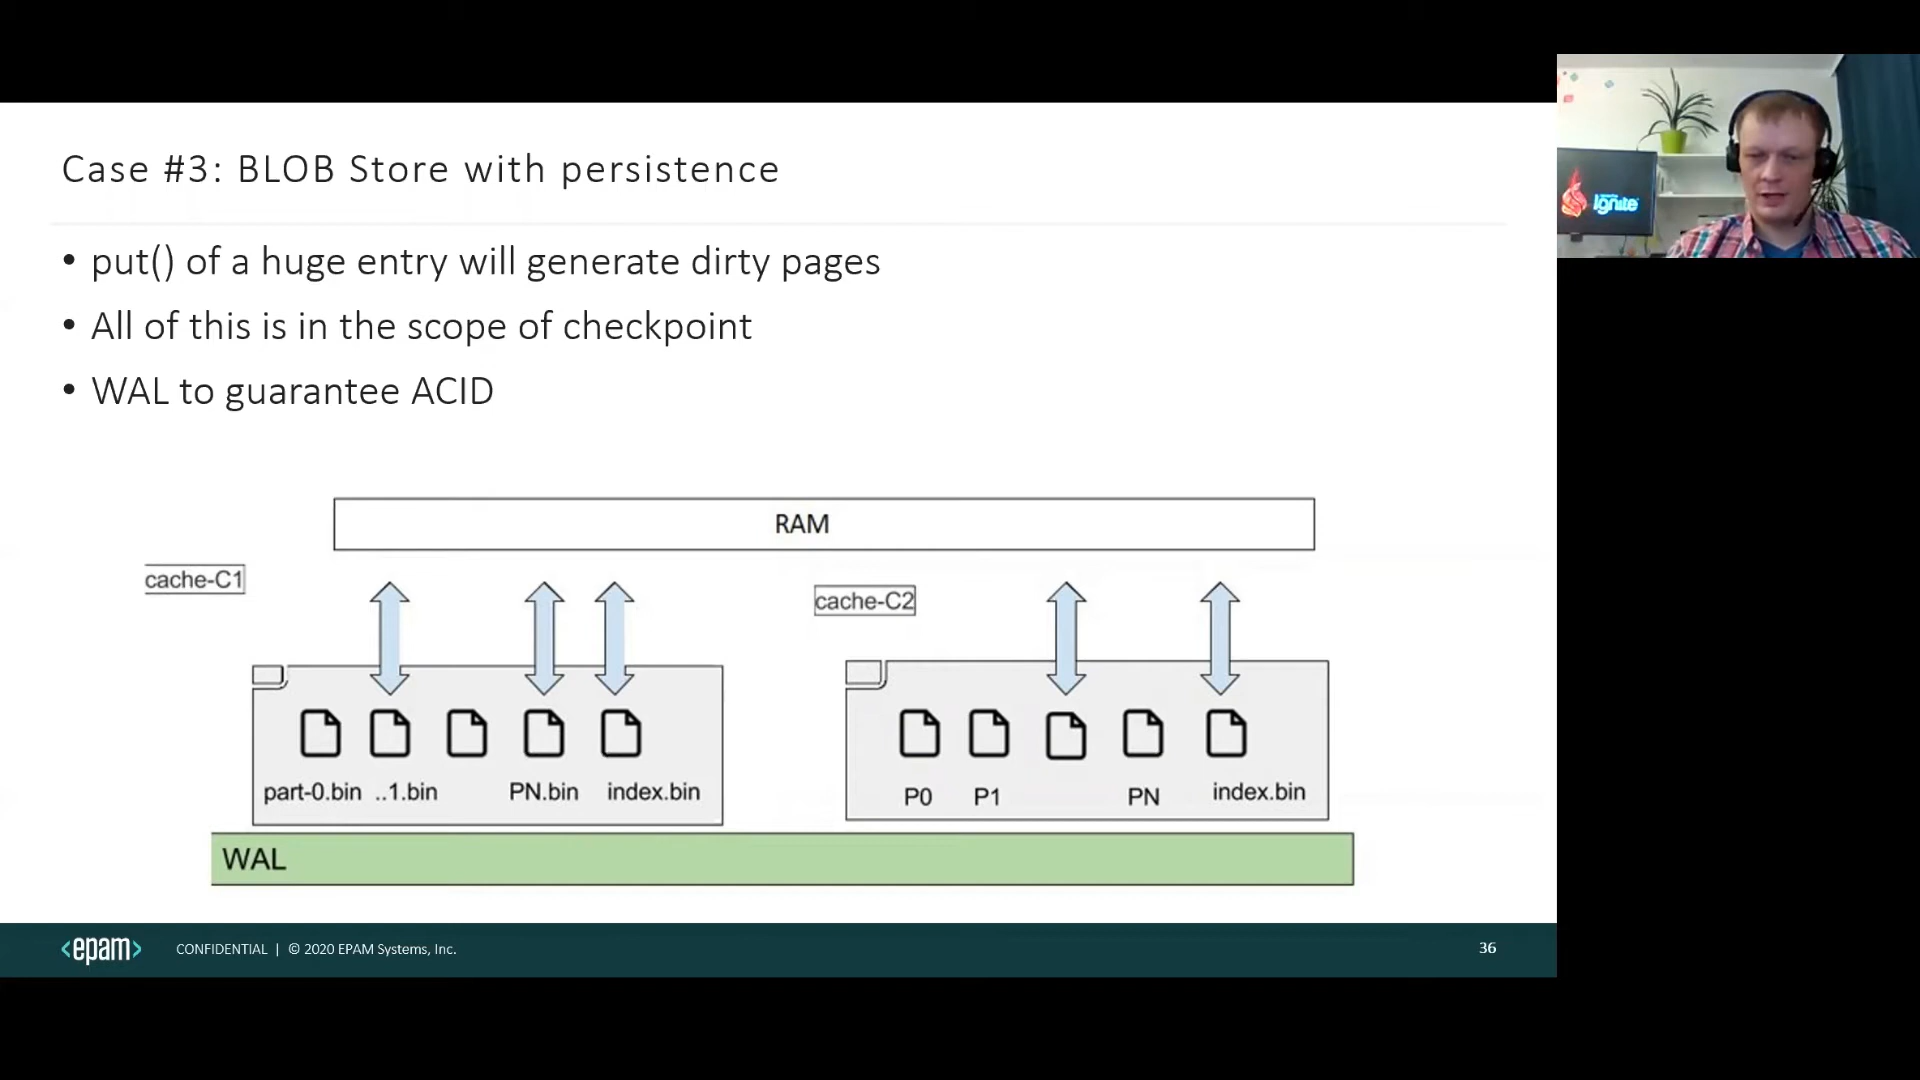 Case #3: BLOB Store with persistence
• put() of a huge entry will generate dirty pages
• All of this is in the scope of checkpoint
• WAL to guarantee ACID
RAM
cache-C1
cache-C2
part-0.bin ..1.bin PN.bin index.bin
P0 P1 PN index.bin
WAL
<epam> CONFIDENTIAL | © 2020 EPAM Systems, Inc. 36
Ignite